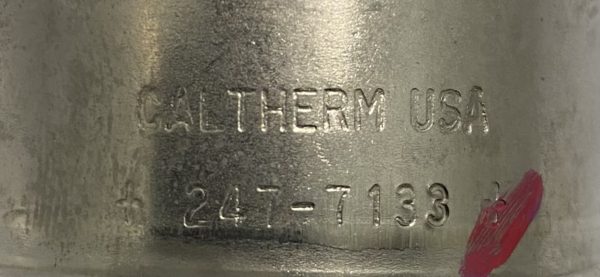 CALTHERM USA
+ 247-7133 +